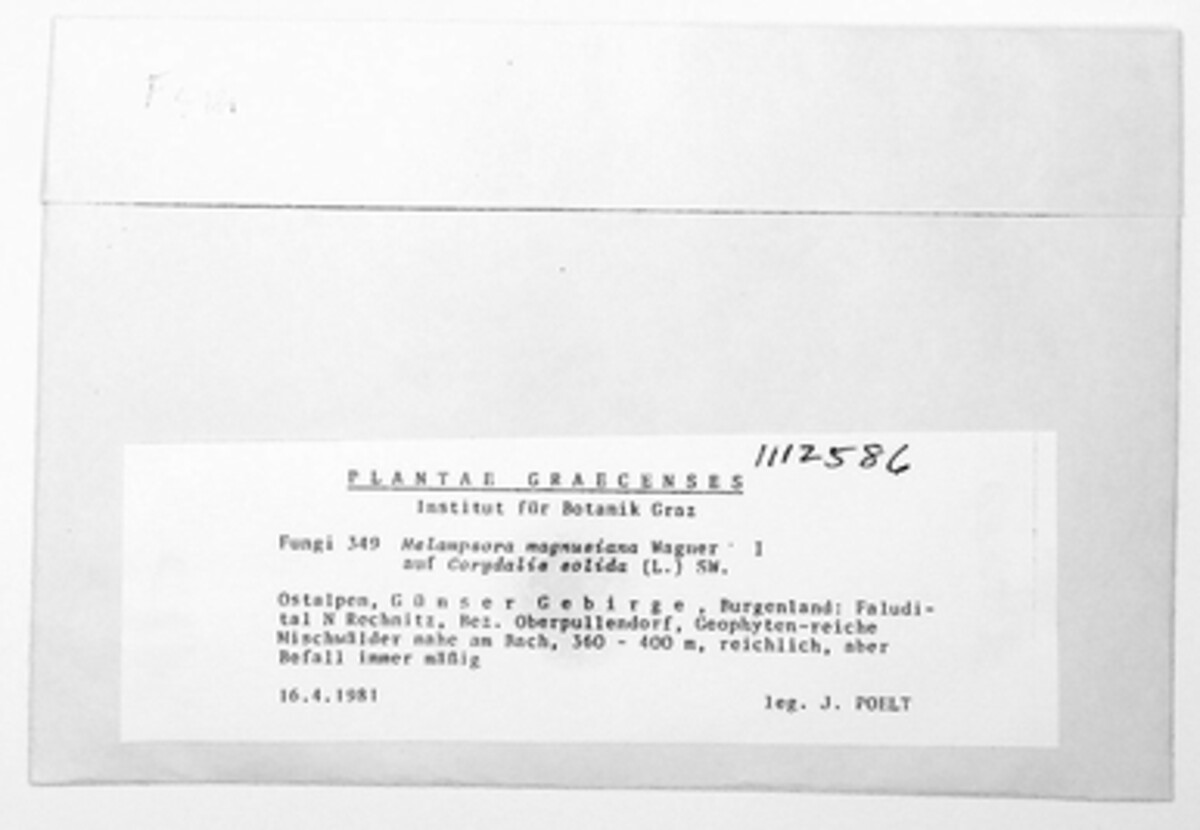 1112586
PLANTAE GRAECENSES
Institut für Botanik Graz
Fungi 349 Melampsora magnusiana Wagner I
auf Corydalis solida (L.) SW.
Ostalpen, Günser Gebirge, Burgenland: Faludi-
tal N Rechnitz, Bez. Oberpullendorf, Geophyten-reiche
Mischwälder nahe am Bach, 360 - 400 m, reichlich, aber
Befall immer mäßig
16.4.1981
leg. J. POELT